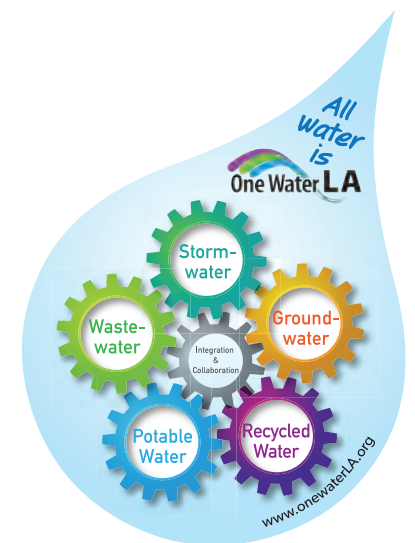 All
water
is
One Water LA
Storm-
water
Waste-
water
Ground-
water
Integration
&
Collaboration
Potable
Water
Recycled
Water
www.onewaterLA.org